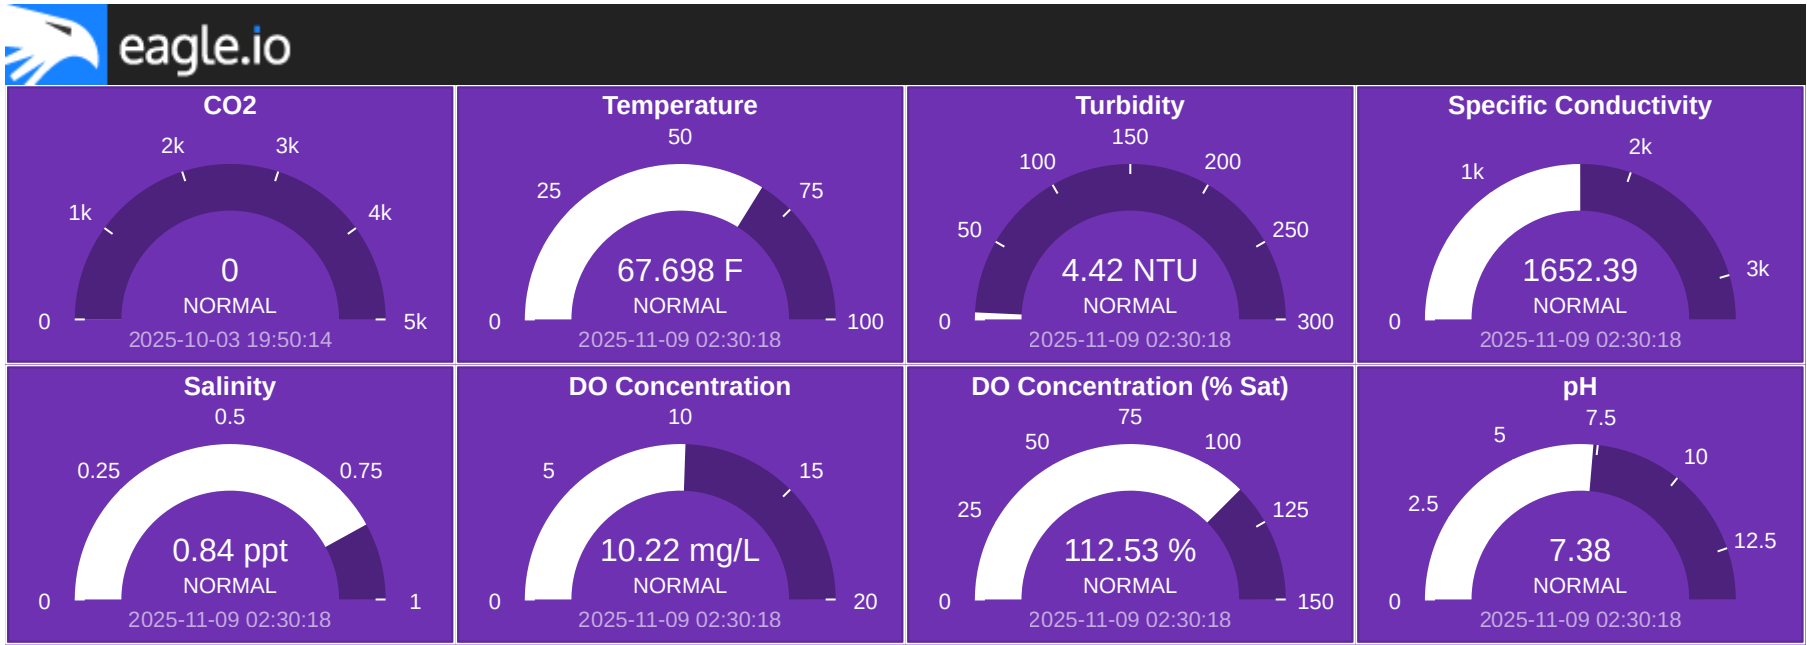 eagle.io
CO2
0
1k
2k
3k
4k
5k
0
NORMAL
2025-10-03 19:50:14
Temperature
0
25
50
75
100
67.698 F
NORMAL
2025-11-09 02:30:18
Turbidity
0
50
100
150
200
250
300
4.42 NTU
NORMAL
2025-11-09 02:30:18
Specific Conductivity
0
1k
2k
3k
1652.39
NORMAL
2025-11-09 02:30:18
Salinity
0
0.25
0.5
0.75
1
0.84 ppt
NORMAL
2025-11-09 02:30:18
DO Concentration
0
5
10
15
20
10.22 mg/L
NORMAL
2025-11-09 02:30:18
DO Concentration (% Sat)
0
25
50
75
100
125
150
112.53 %
NORMAL
2025-11-09 02:30:18
pH
0
2.5
5
7.5
10
12.5
7.38
NORMAL
2025-11-09 02:30:18